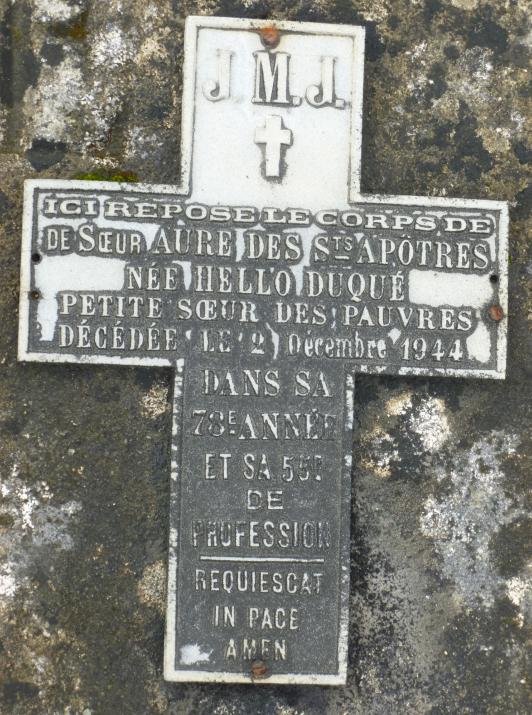 J.M.J.
ICI REPOSE LE CORPS DE
DE SŒUR AURE DES STS APÔTRES
NÉE HELLO DUQUÉ
PETITE SŒUR DES PAUVRES
DÉCÉDÉE LE 2 Décembre 1944
DANS SA
78E ANNÉE
ET SA 55E
DE
PROFESSION
REQUIESCAT
IN PACE
AMEN